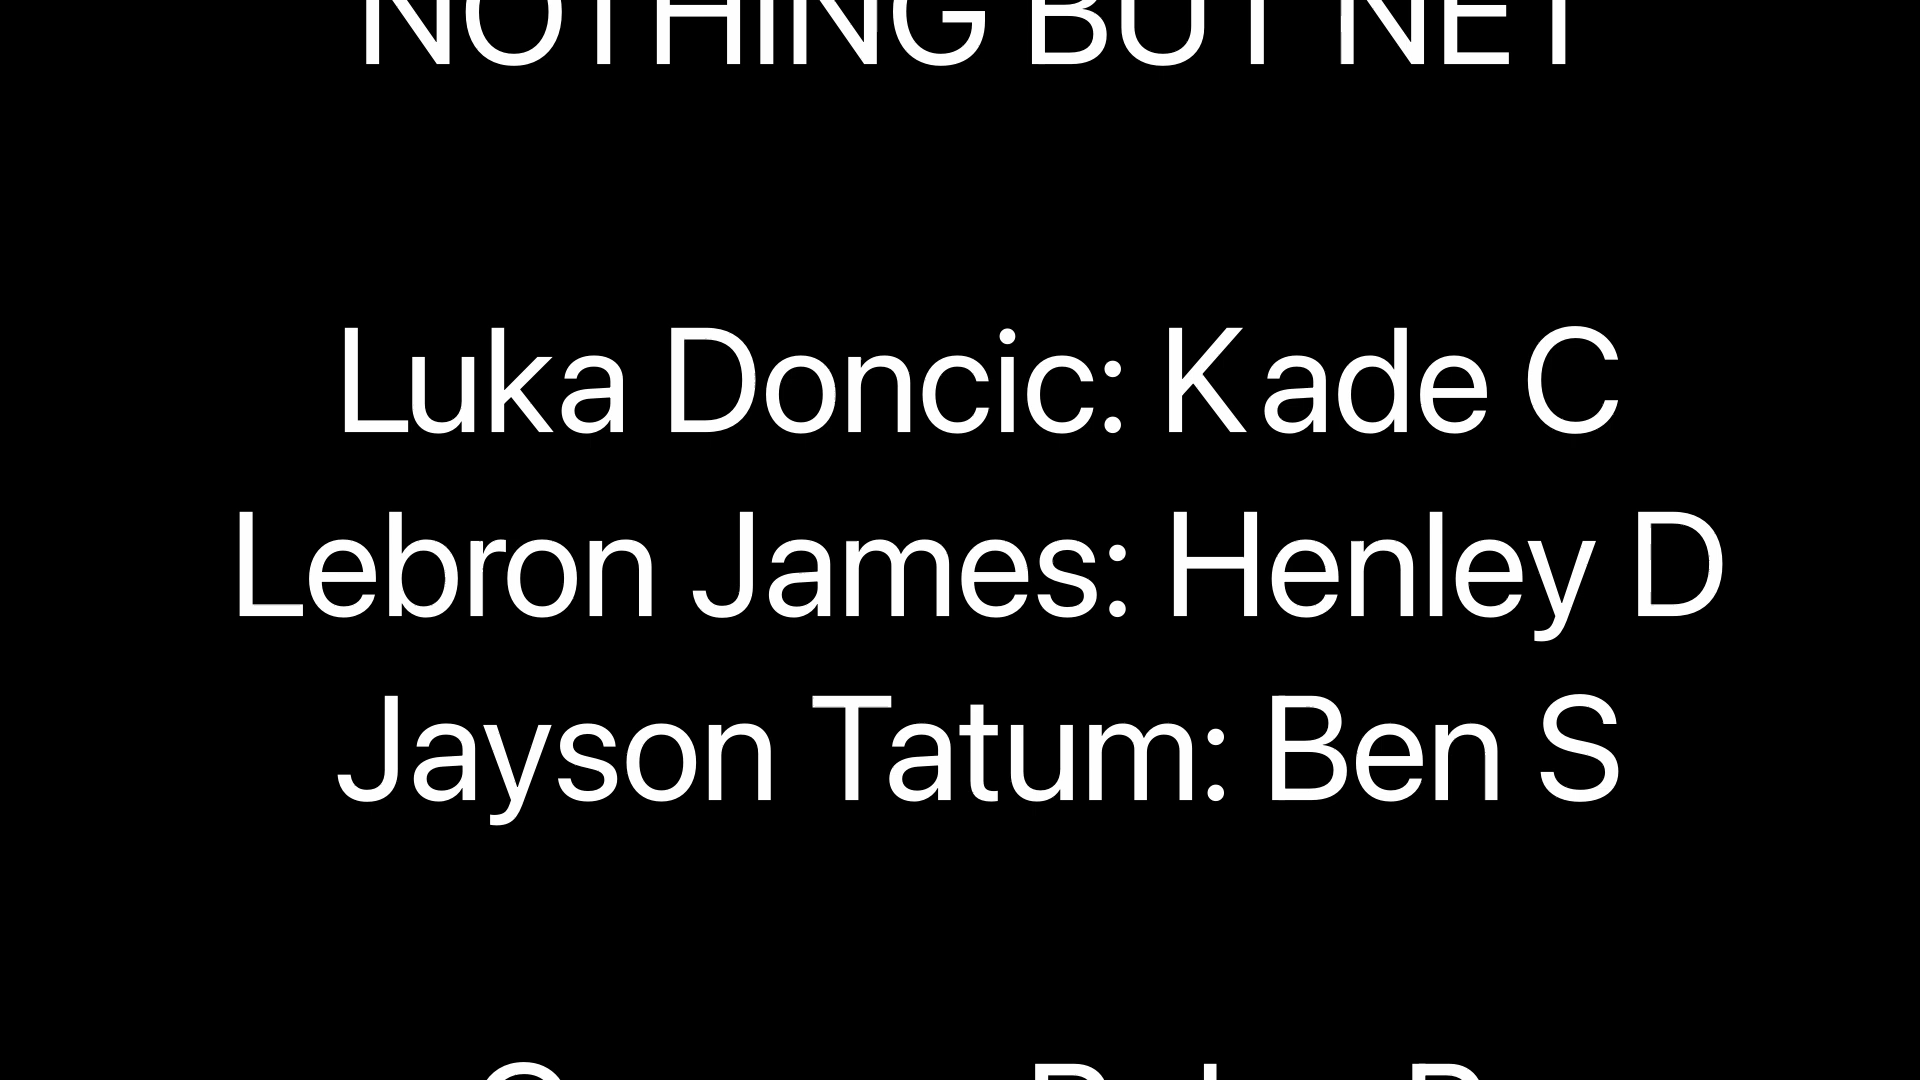 NOTHING BUT NET
Luka Doncic: Kade C
Lebron James: Henley D
Jayson Tatum: Ben S